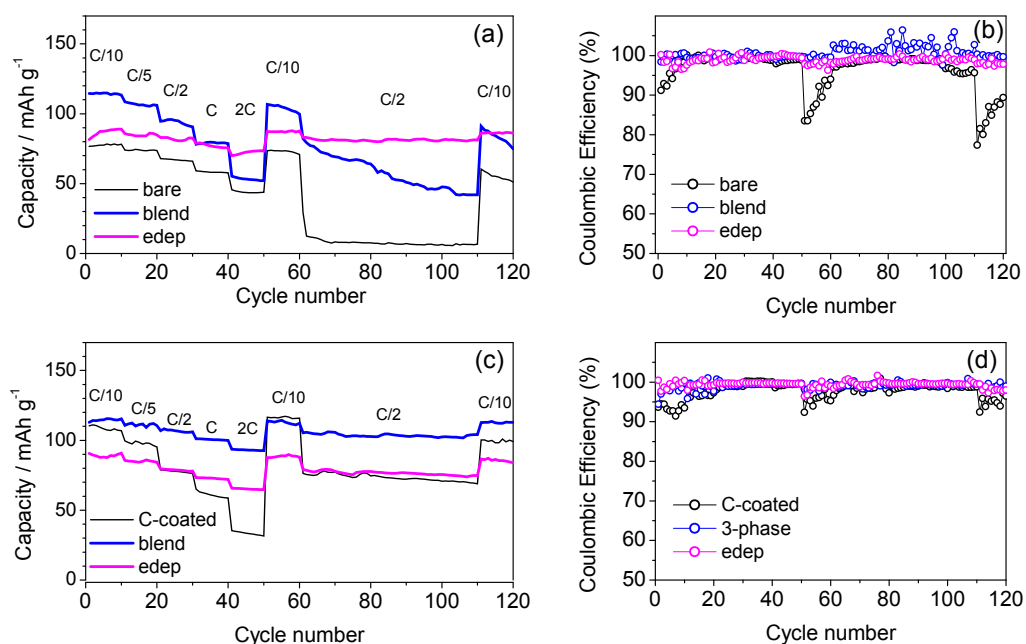 (a)
150
100
50
0
Capacity / mAh g⁻¹
C/10
C/5
C/2
C
2C
C/10
C/2
C/10
bare
blend
edep
0 20 40 60 80 100 120
Cycle number
(b)
100
90
80
70
60
50
Coulombic Efficiency (%)
bare
blend
edep
0 20 40 60 80 100 120
Cycle number
(c)
150
100
50
0
Capacity / mAh g⁻¹
C/10
C/5
C/2
C
2C
C/10
C/2
C/10
C-coated
blend
edep
0 20 40 60 80 100 120
Cycle number
(d)
100
90
80
70
60
50
Coulombic Efficiency (%)
C-coated
3-phase
edep
0 20 40 60 80 100 120
Cycle number